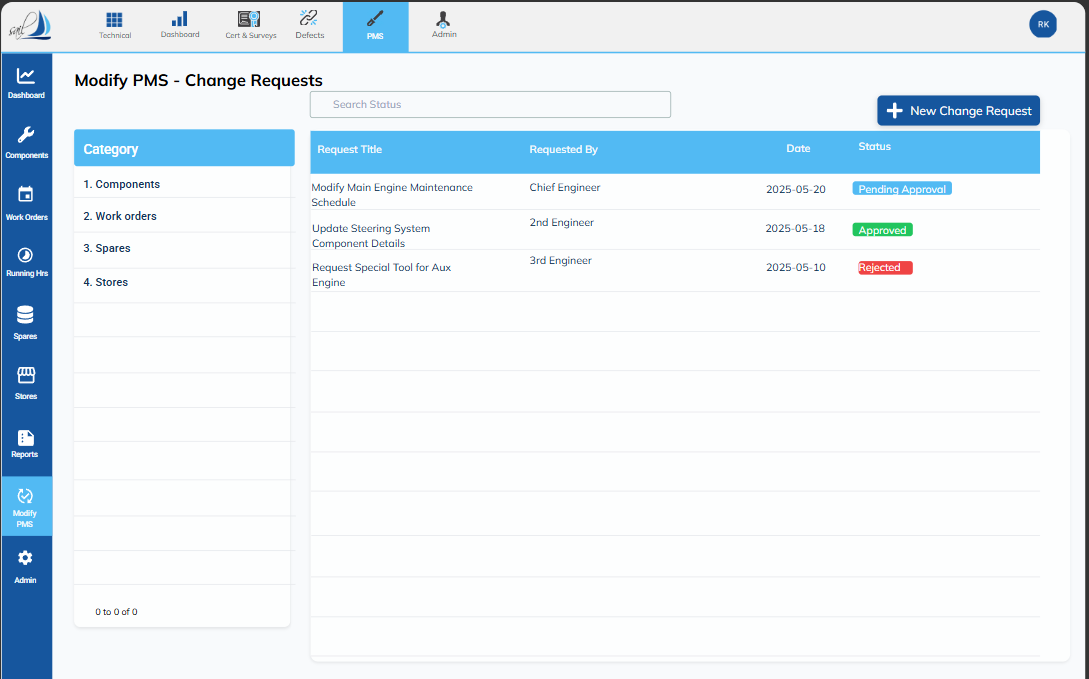 sail
Technical
Dashboard
Cert & Surveys
Defects
PMS
Admin
RK
Dashboard
Components
Work Orders
Running Hrs
Spares
Stores
Reports
Modify
PMS
Admin
Modify PMS - Change Requests
Search Status
New Change Request
Category
1. Components
2. Work orders
3. Spares
4. Stores
0 to 0 of 0
Request Title Requested By Date Status
Modify Main Engine Maintenance
Schedule
Chief Engineer
2025-05-20
Pending Approval
Update Steering System
Component Details
2nd Engineer
2025-05-18
Approved
Request Special Tool for Aux
Engine
3rd Engineer
2025-05-10
Rejected